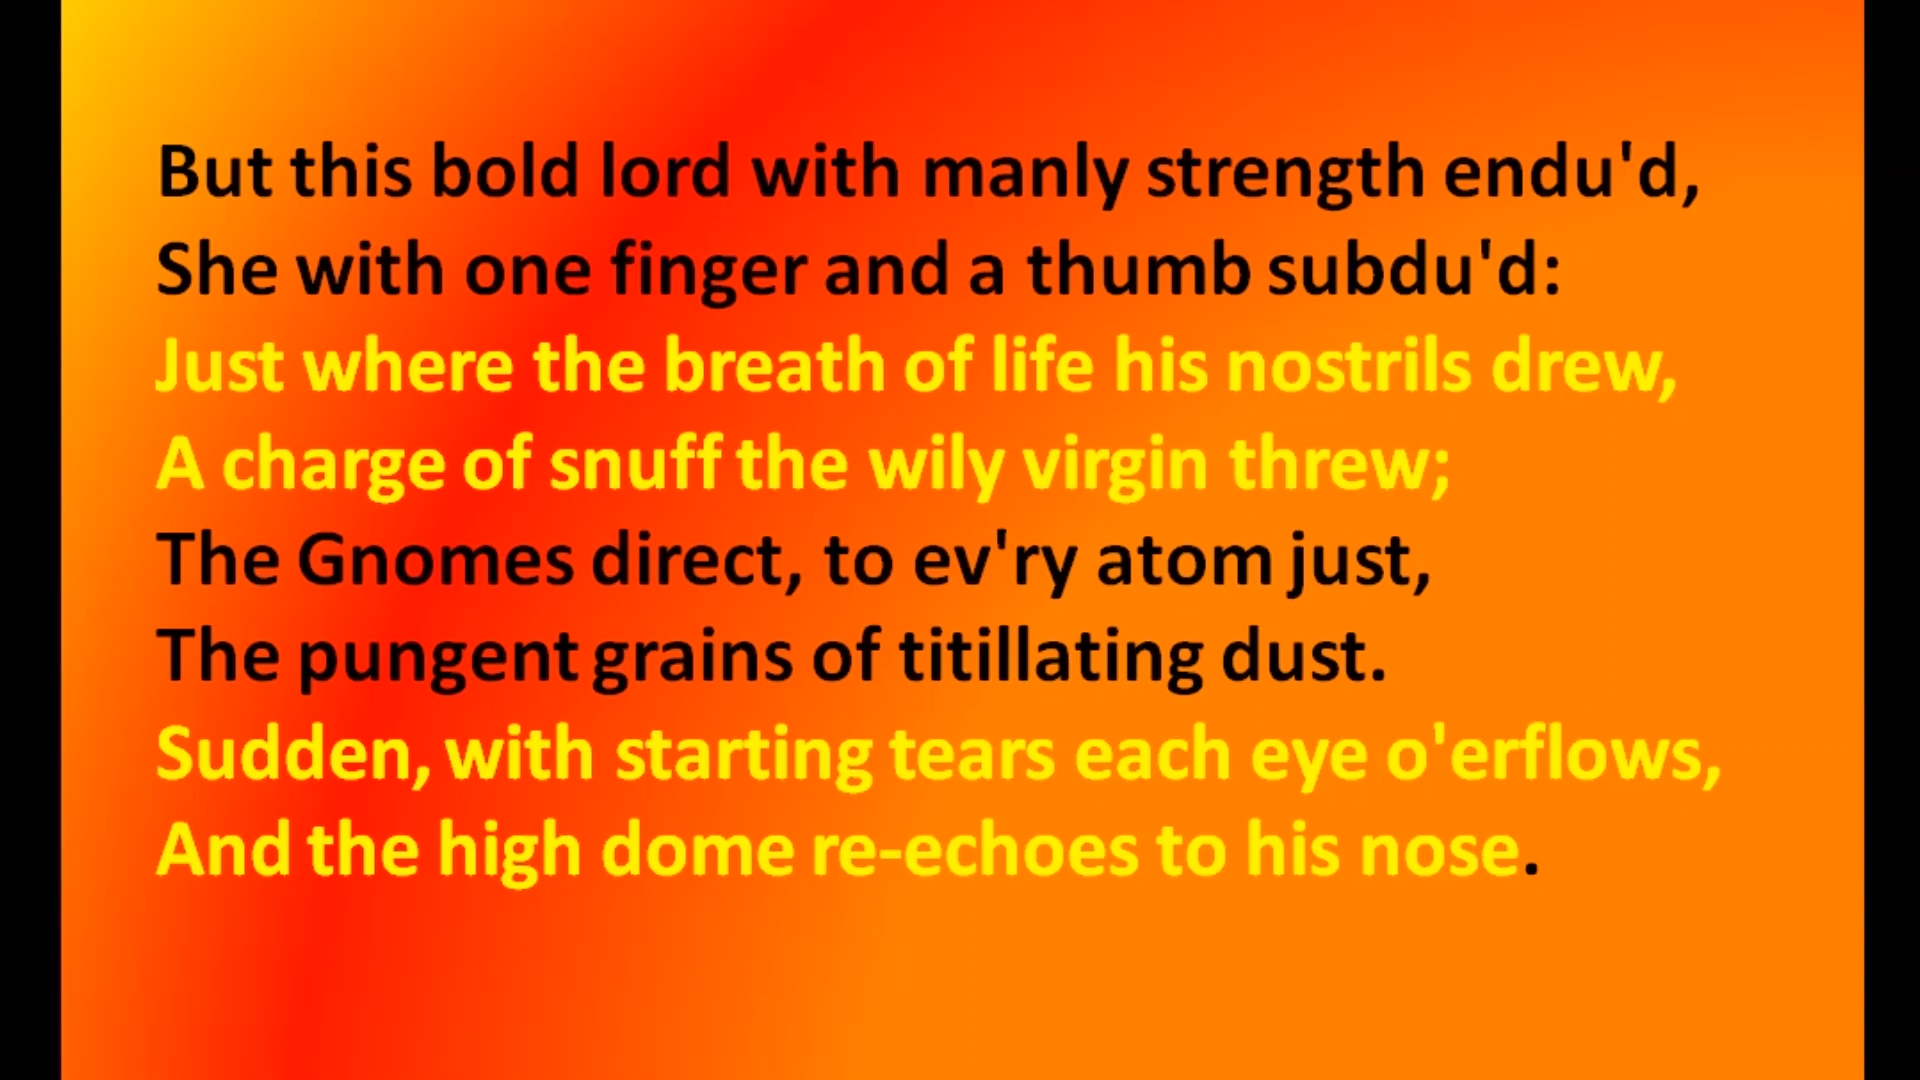 But this bold lord with manly strength endu'd,
She with one finger and a thumb subdu'd:
Just where the breath of life his nostrils drew,
A charge of snuff the wily virgin threw;
The Gnomes direct, to ev'ry atom just,
The pungent grains of titillating dust.
Sudden, with starting tears each eye o'erflows,
And the high dome re-echoes to his nose.